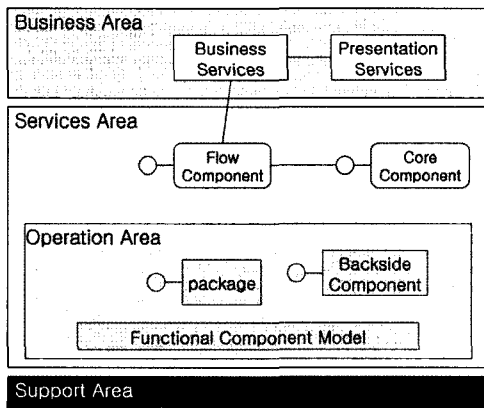 Business Area
Business
Services
Presentation
Services
Services Area
Flow
Component
Core
Component
Operation Area
package
Backside
Component
Functional Component Model
Support Area